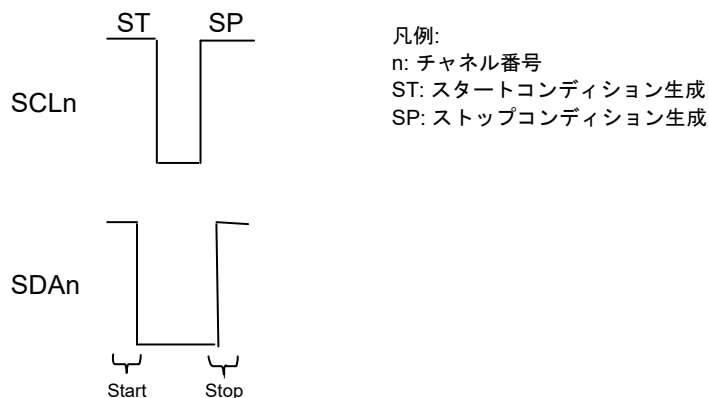 ST SP
SCLn
SDAn
Start Stop
凡例:
n: チャネル番号
ST: スタートコンディション生成
SP: ストップコンディション生成